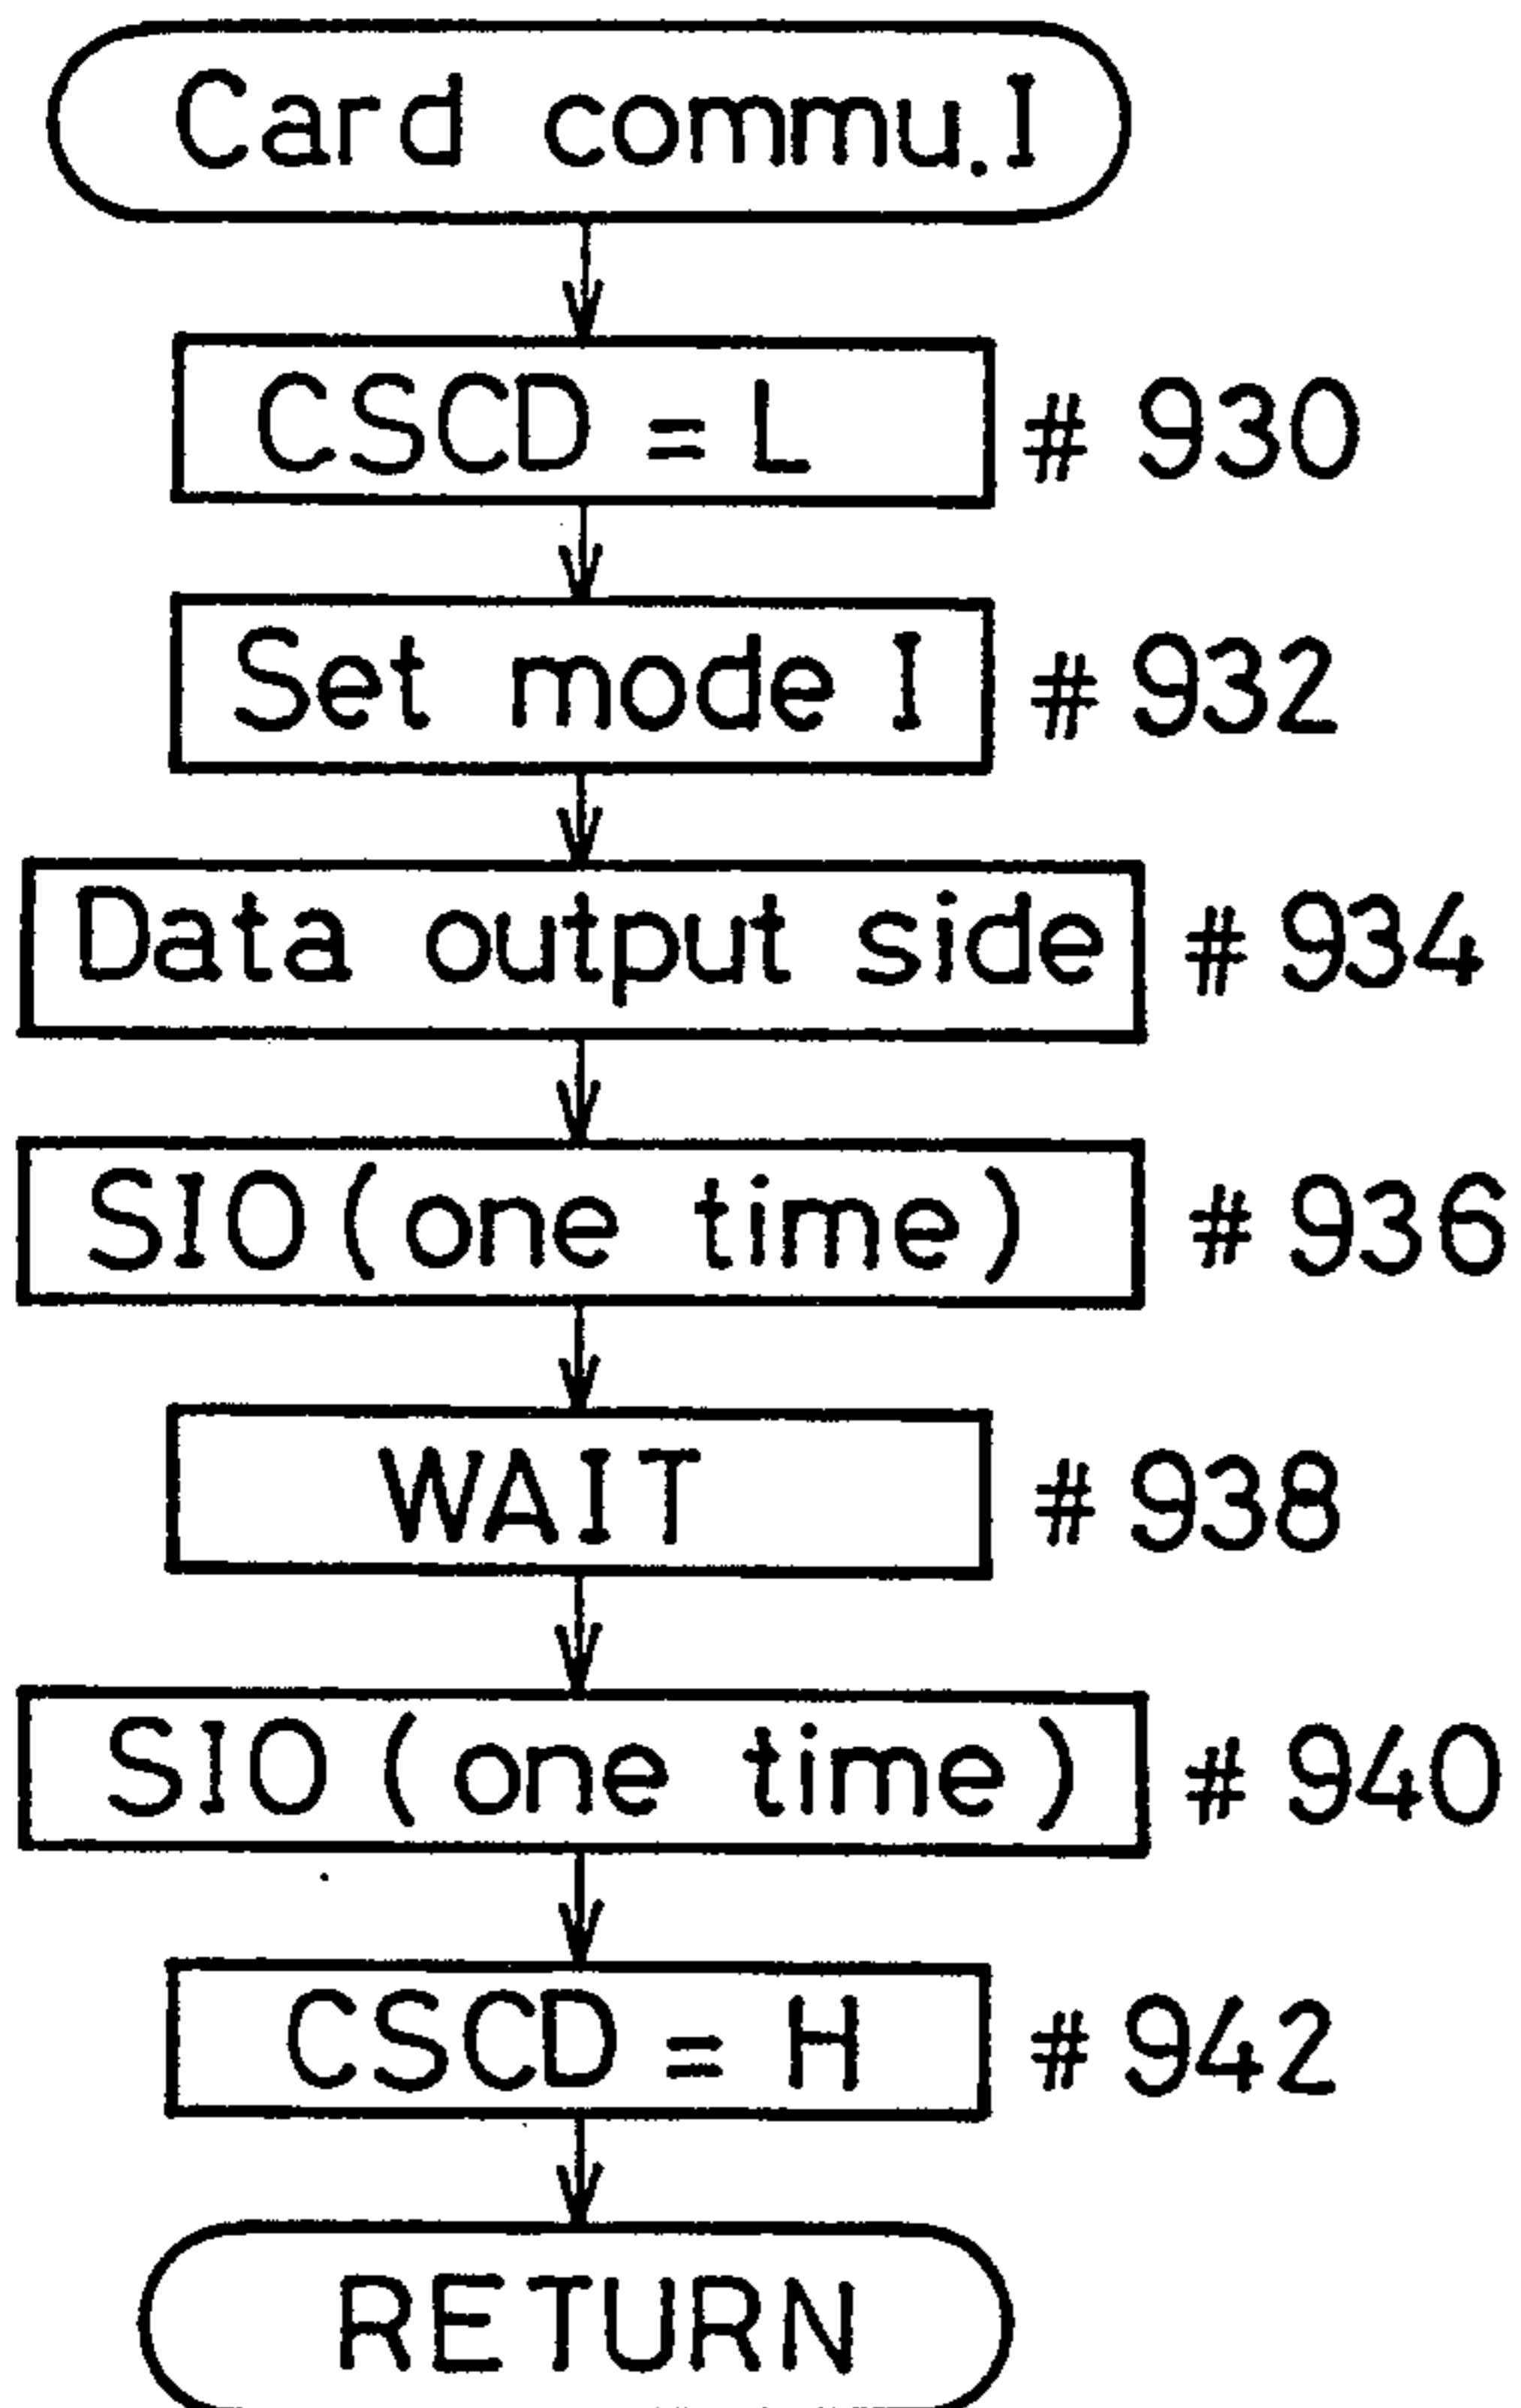 Card commu.I
CSCD = L # 930
Set mode I # 932
Data output side # 934
SIO (one time) # 936
WAIT # 938
SIO (one time) # 940
CSCD = H # 942
RETURN